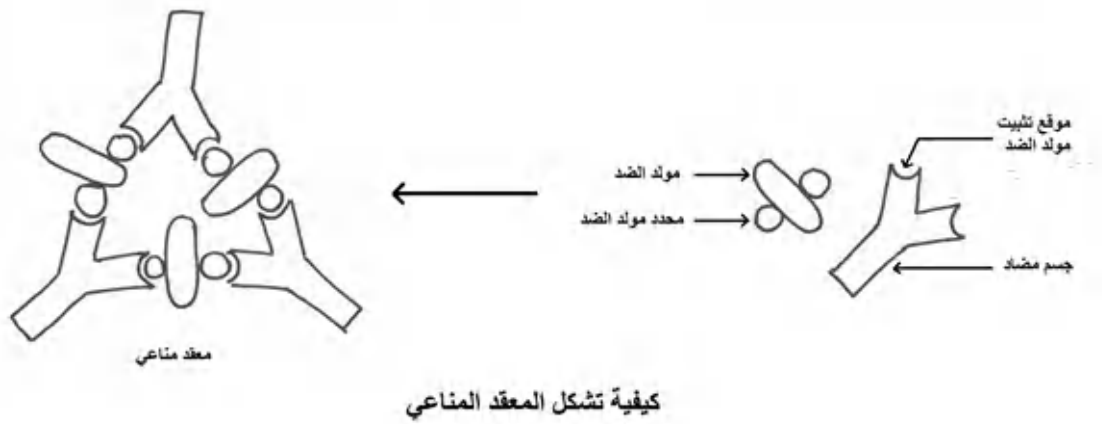 موقع تثبيت
مولد الضد
مولد الضد
محدد مولد الضد
جسم مضاد
معقد مناعي
كيفية تشكل المعقد المناعي